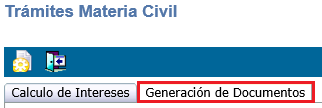 Trámites Materia Civil
Calculo de Intereses Generación de Documentos